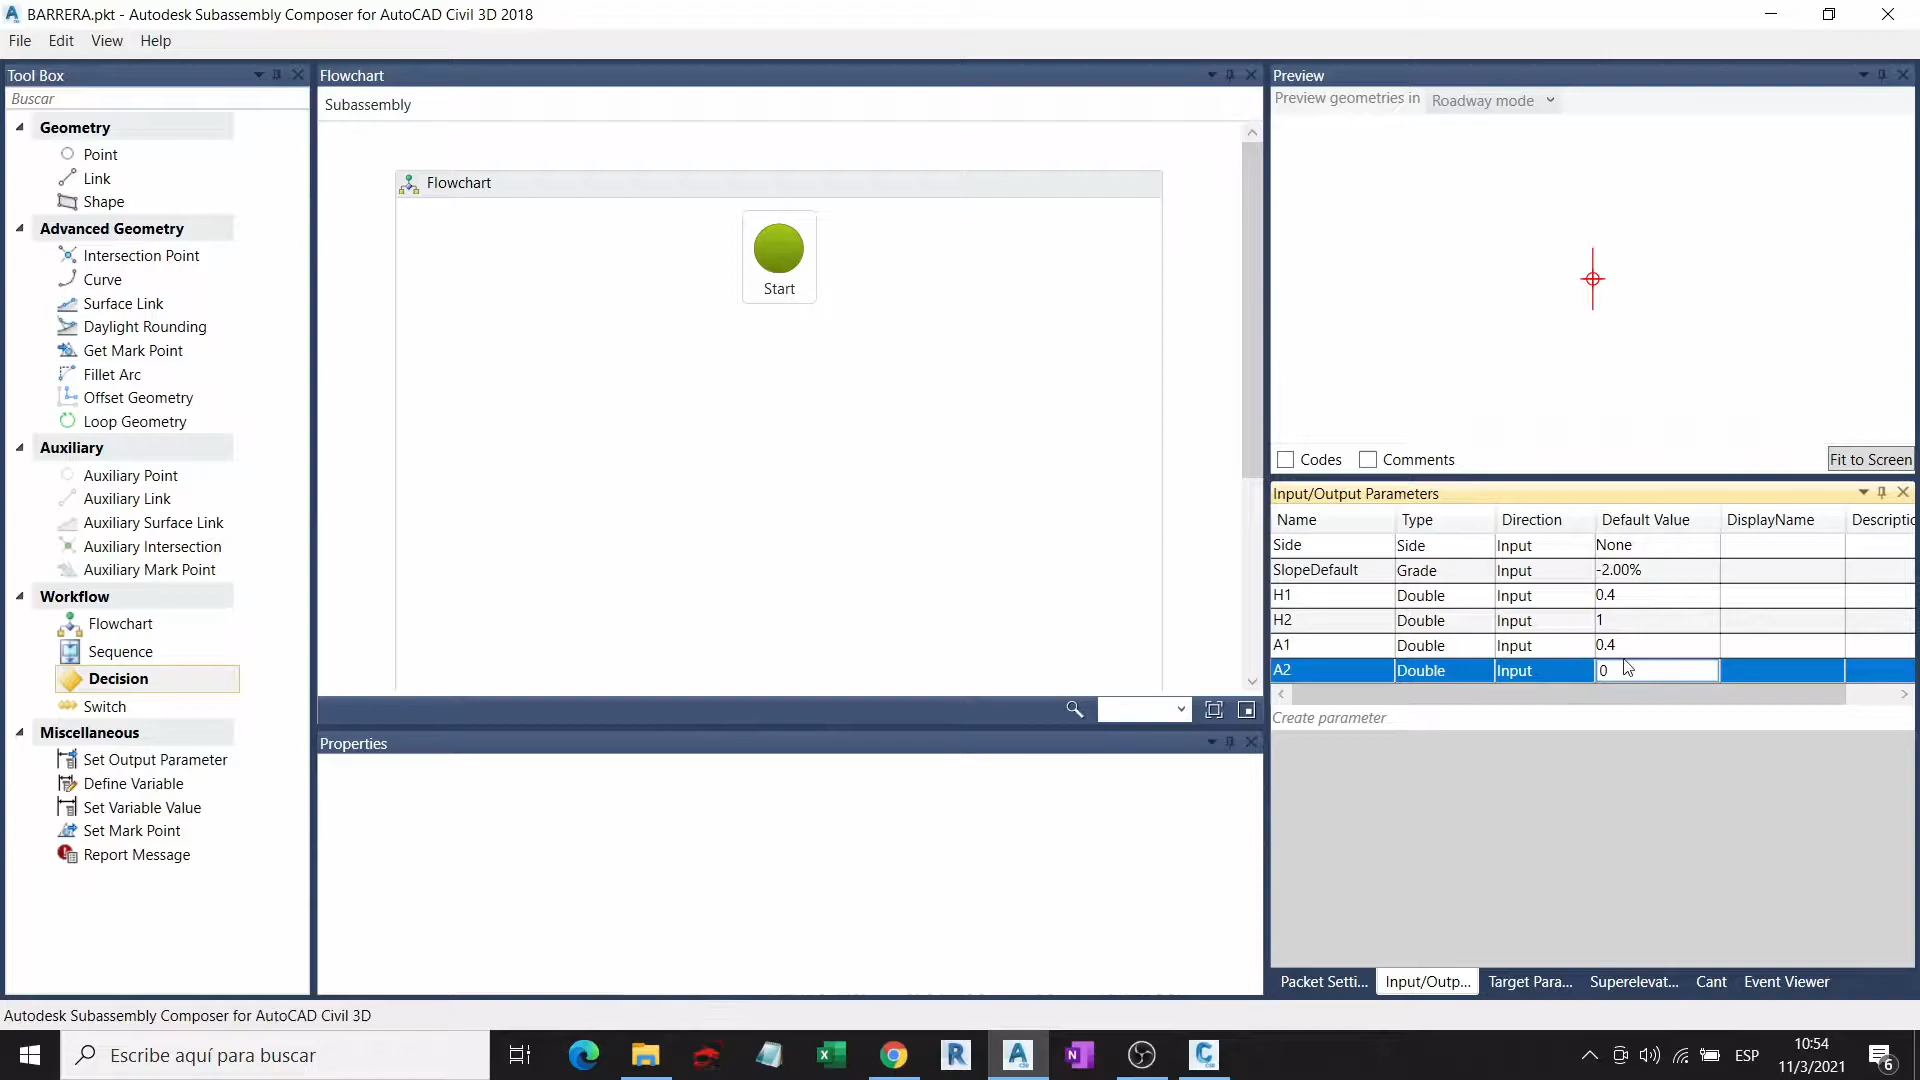 BARRERA.pkt - Autodesk Subassembly Composer for AutoCAD Civil 3D 2018
File Edit View Help
Tool Box
Buscar
Geometry
Point
Link
Shape
Advanced Geometry
Intersection Point
Curve
Surface Link
Daylight Rounding
Get Mark Point
Fillet Arc
Offset Geometry
Loop Geometry
Auxiliary
Auxiliary Point
Auxiliary Link
Auxiliary Surface Link
Auxiliary Intersection
Auxiliary Mark Point
Workflow
Flowchart
Sequence
Decision
Switch
Miscellaneous
Set Output Parameter
Define Variable
Set Variable Value
Set Mark Point
Report Message
Flowchart
Subassembly
Flowchart
Start
Properties
Preview
Preview geometries in Roadway mode
Codes Comments Fit to Screen
Input/Output Parameters
Name Type Direction Default Value DisplayName Descriptio
Side Side Input None
SlopeDefault Grade Input -2.00%
H1 Double Input 0.4
H2 Double Input 1
A1 Double Input 0.4
A2 Double Input 0
Create parameter
Packet Setti... Input/Outp... Target Para... Superelevat... Cant Event Viewer
Autodesk Subassembly Composer for AutoCAD Civil 3D
Escribe aquí para buscar
ESP
10:54
11/3/2021
6